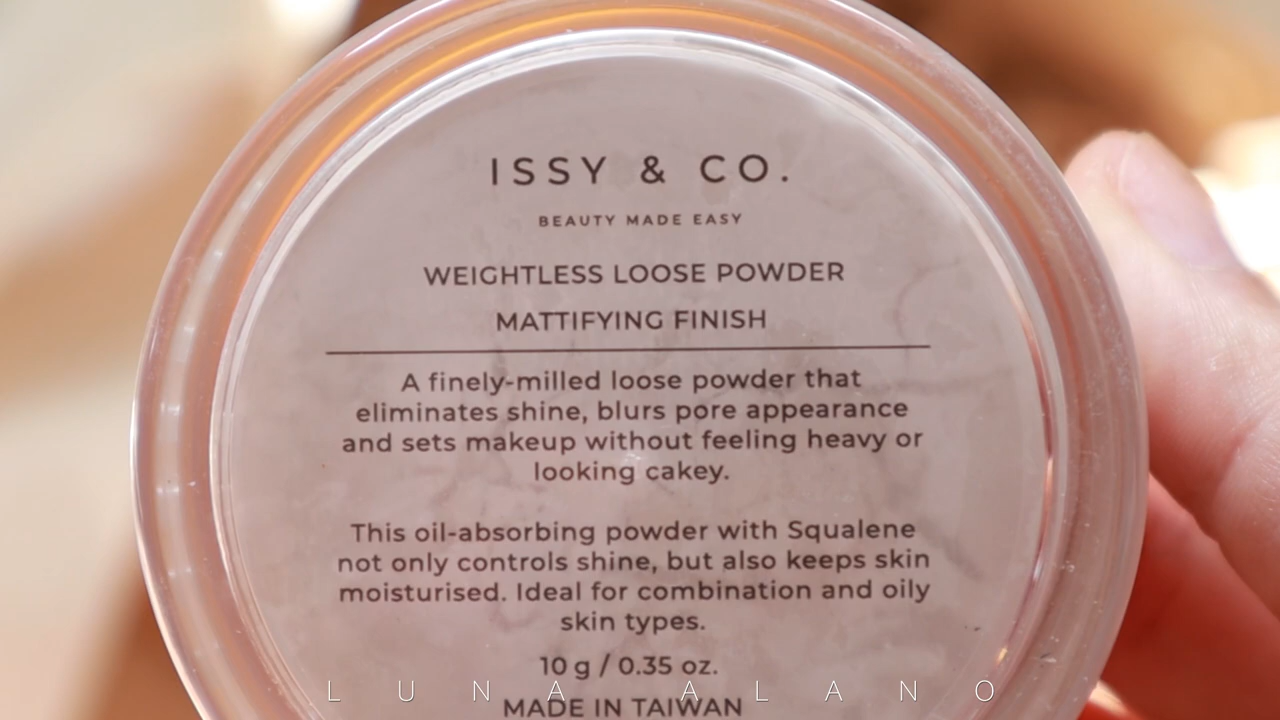 ISSY & CO.
BEAUTY MADE EASY
WEIGHTLESS LOOSE POWDER
MATTIFYING FINISH
A finely-milled loose powder that
eliminates shine, blurs pore appearance
and sets makeup without feeling heavy or
looking cakey.
This oil-absorbing powder with Squalene
not only controls shine, but also keeps skin
moisturised. Ideal for combination and oily
skin types.
10 g / 0.35 oz.
LUNA ALANO
MADE IN TAIWAN